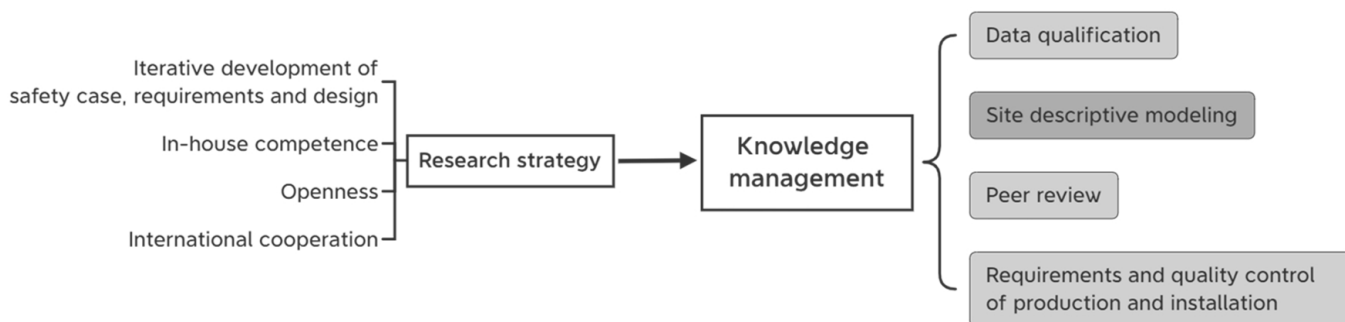 Iterative development of
safety case, requirements and design
In-house competence
Openness
International cooperation
Research strategy
Knowledge
management
Data qualification
Site descriptive modeling
Peer review
Requirements and quality control
of production and installation